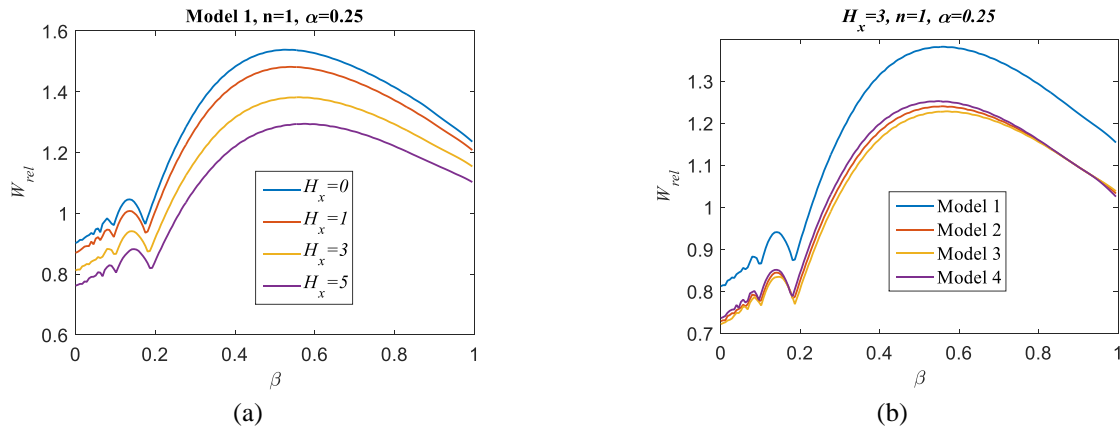 Model 1, n=1, α=0.25
1.6
1.4
1.2
1
0.8
0.6
W_rel
0
0.2
0.4
0.6
0.8
1
β
H_x=0
H_x=1
H_x=3
H_x=5
(a)
H_x=3, n=1, α=0.25
1.3
1.2
1.1
1
0.9
0.8
0.7
W_rel
0
0.2
0.4
0.6
0.8
1
β
Model 1
Model 2
Model 3
Model 4
(b)